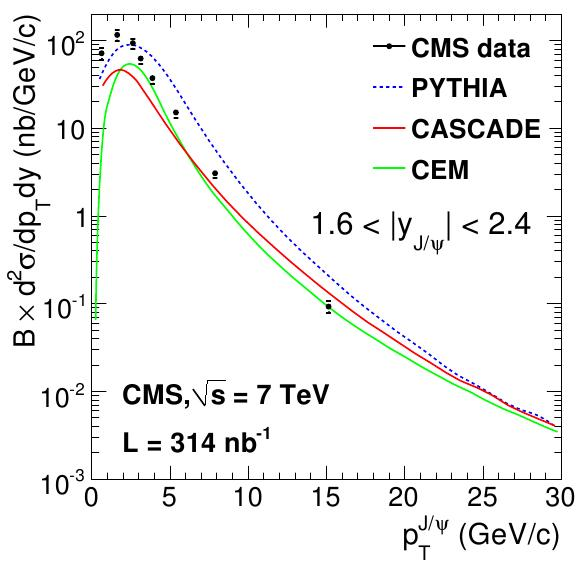 B × d²σ/dp_T dy (nb/GeV/c)
10²
10
1
10⁻¹
10⁻²
10⁻³
CMS data
PYTHIA
CASCADE
CEM
1.6 < |y_J/ψ| < 2.4
CMS, √s = 7 TeV
L = 314 nb⁻¹
0 5 10 15 20 25 30
p_T^J/ψ (GeV/c)